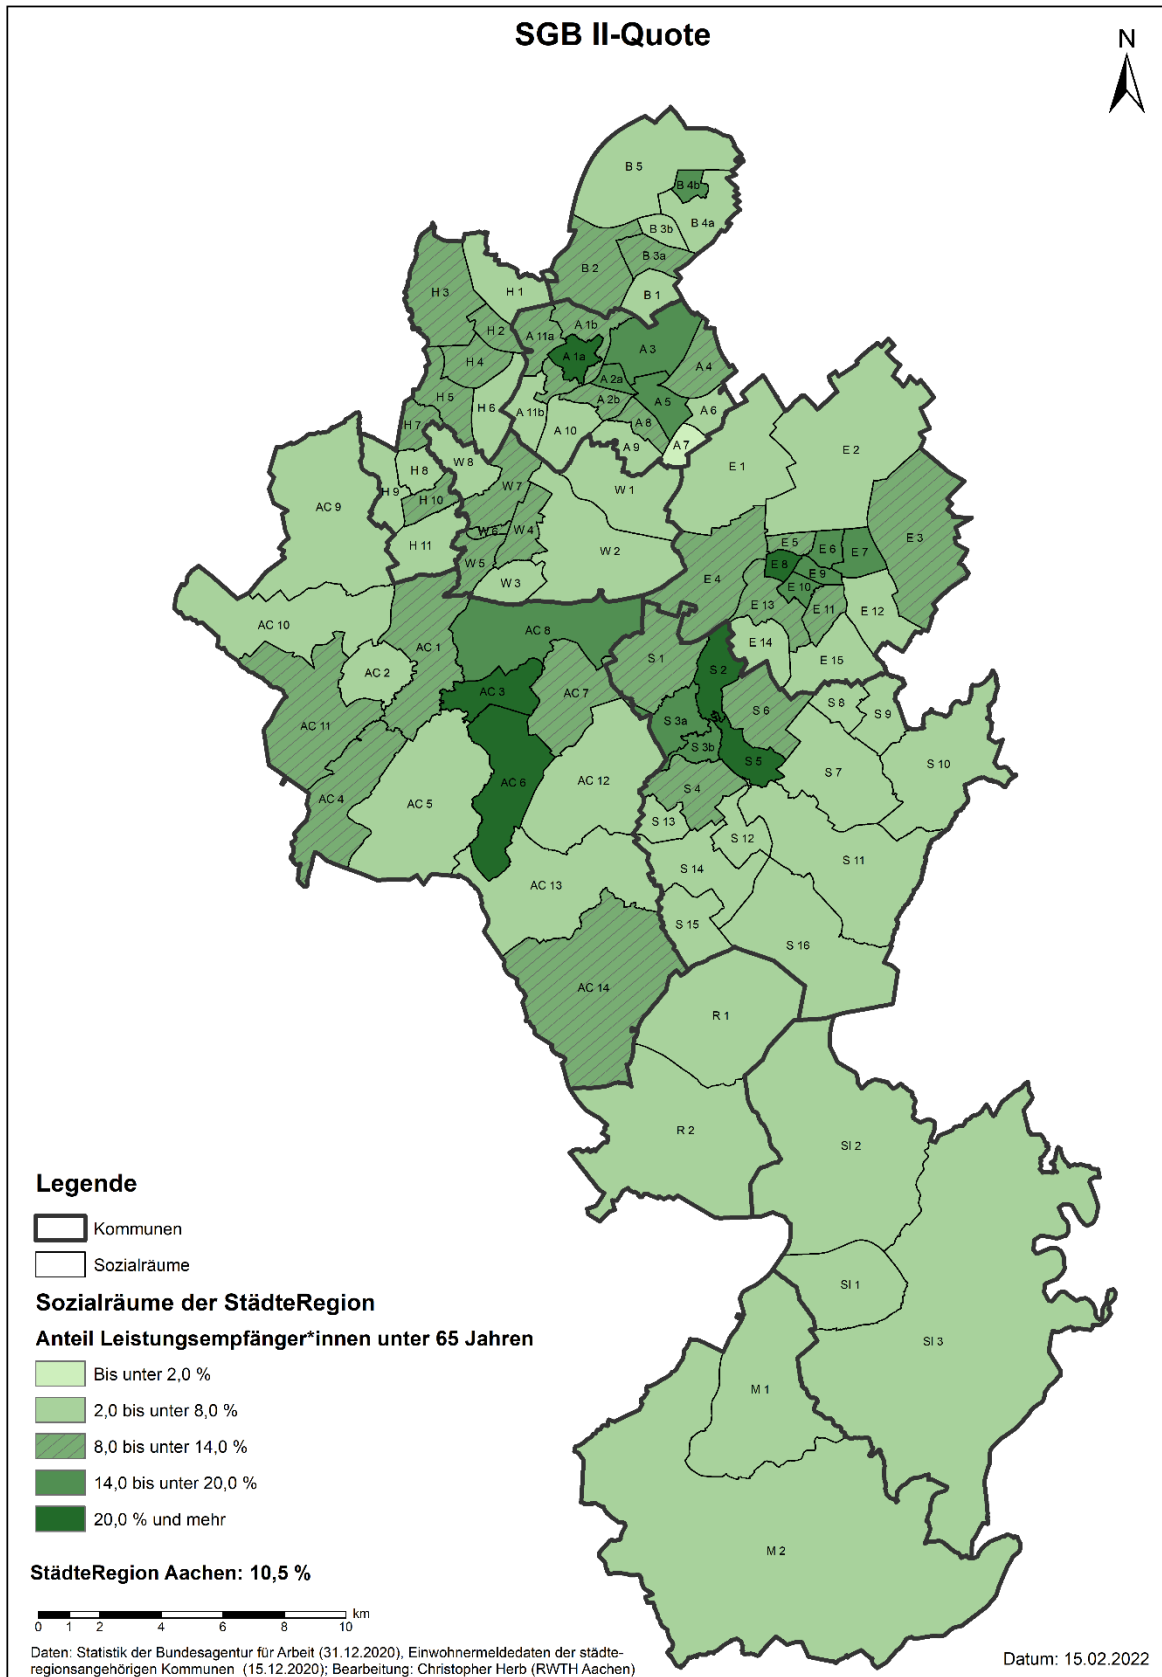 SGB II-Quote
N
B 5
B 4b
B 4a
B 3b
B 3a
B 2
B 1
H 1
H 3
H 2
H 4
H 5
H 6
H 7
H 8
H 9
H 10
H 11
A 11a
A 1b
A 1a
A 3
A 2a
A 4
A 2b
A 5
A 6
A 8
A 11b
A 10
A 9
A 7
W 8
W 7
W 1
W 6
W 4
W 2
W 5
W 3
E 1
E 2
E 3
E 4
E 5
E 6
E 7
E 8
E 9
E 10
E 11
E 12
E 13
E 14
E 15
AC 9
AC 10
AC 1
AC 2
AC 8
AC 3
AC 7
AC 11
AC 4
AC 5
AC 6
AC 12
AC 13
AC 14
S 1
S 2
S 3a
S 3b
S 6
S 5
S 4
S 8
S 9
S 7
S 10
S 13
S 12
S 11
S 14
S 15
S 16
R 1
R 2
SI 2
SI 1
SI 3
M 1
M 2
Legende
Kommunen
Sozialräume
Sozialräume der StädteRegion
Anteil Leistungsempfänger*innen unter 65 Jahren
Bis unter 2,0 %
2,0 bis unter 8,0 %
8,0 bis unter 14,0 %
14,0 bis unter 20,0 %
20,0 % und mehr
StädteRegion Aachen: 10,5 %
km
0 1 2 4 6 8 10
Daten: Statistik der Bundesagentur für Arbeit (31.12.2020), Einwohnermeldedaten der städte-
regionsangehörigen Kommunen (15.12.2020); Bearbeitung: Christopher Herb (RWTH Aachen)
Datum: 15.02.2022